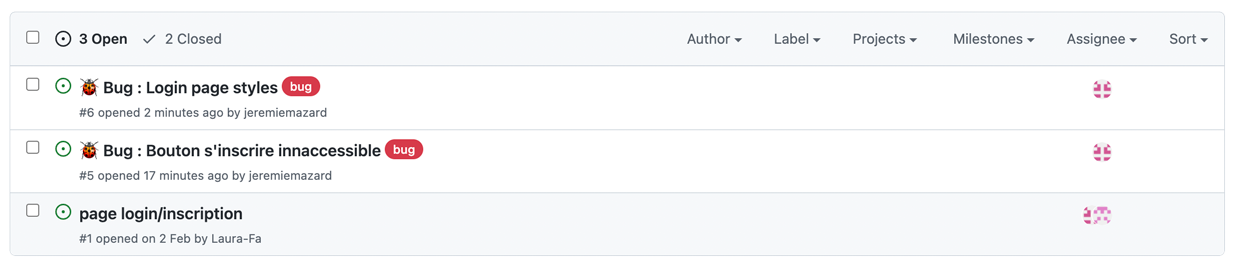 3 Open 2 Closed Author Label Projects Milestones Assignee Sort
Bug : Login page styles bug
#6 opened 2 minutes ago by jeremiemazard
Bug : Bouton s'inscrire innaccessible bug
#5 opened 17 minutes ago by jeremiemazard
page login/inscription
#1 opened on 2 Feb by Laura-Fa